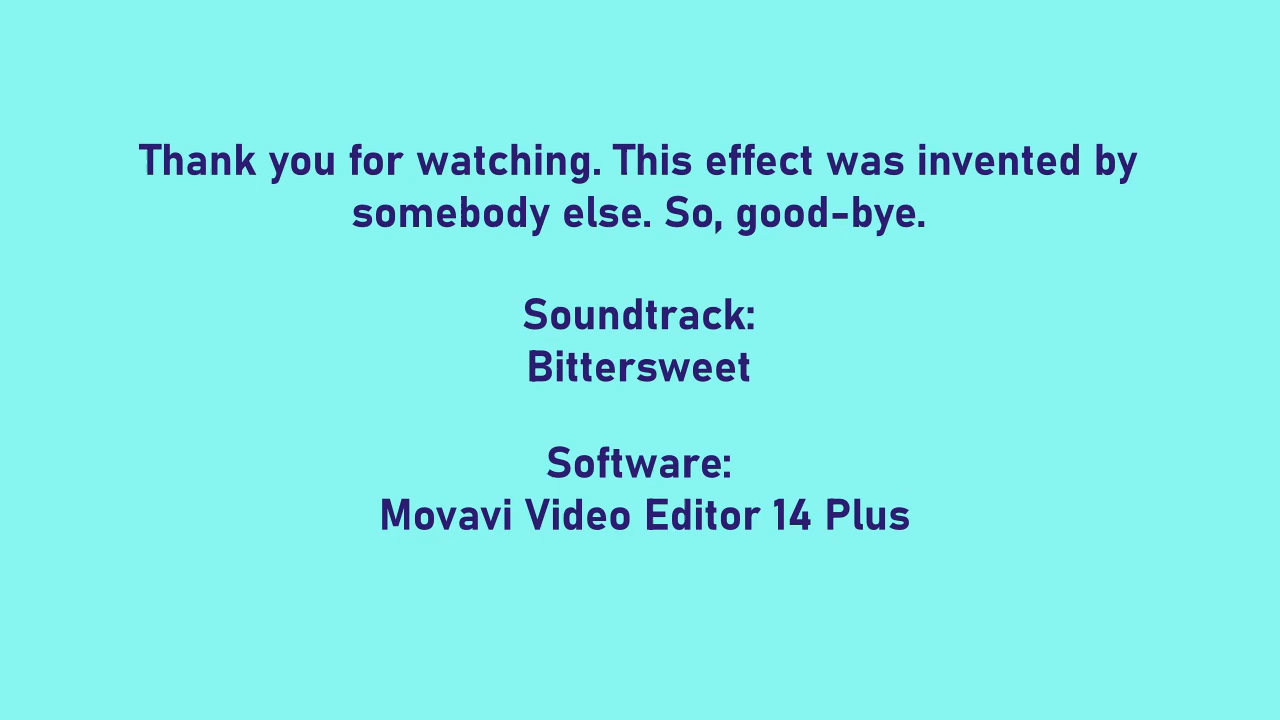 Thank you for watching. This effect was invented by
somebody else. So, good-bye.
Soundtrack:
Bittersweet
Software:
Movavi Video Editor 14 Plus